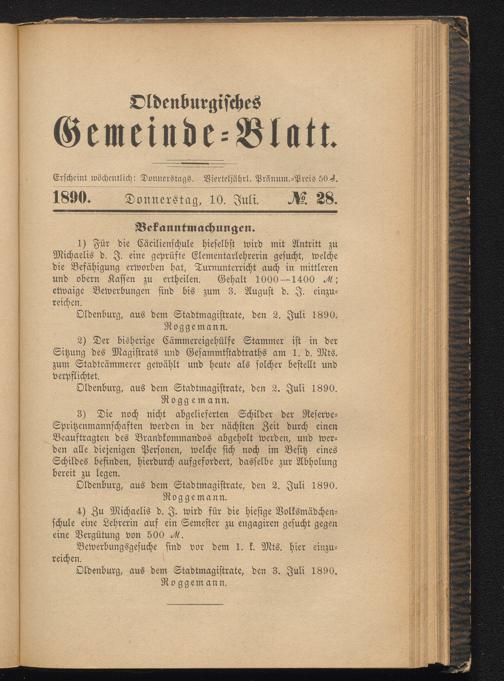 Oldenburgisches
Gemeinde-Blatt.
Erscheint wöchentlich: Donnerstags. Vierteljährl. Pränum.-Preis 50 ₰.
1890. Donnerstag, 10. Juli. № 28.
Bekanntmachungen.
1) Für die Cäcilienschule hieselbst wird mit Antritt zu
Michaelis d. J. eine geprüfte Elementarlehrerin gesucht, welche
die Befähigung erworben hat, Turnunterricht auch in mittleren
und obern Kassen zu ertheilen. Gehalt 1000—1400 ℳ;
etwaige Bewerbungen sind bis zum 3. August d. J. einzu-
reichen.
Oldenburg, aus dem Stadtmagistrate, den 2. Juli 1890.
Roggemann.
2) Der bisherige Cämmereigehülfe Stammer ist in der
Sitzung des Magistrats und Gesammtstadtraths am 1. d. Mts.
zum Stadtcämmerer gewählt und heute als solcher bestellt und
verpflichtet.
Oldenburg, aus dem Stadtmagistrate, den 2. Juli 1890.
Roggemann.
3) Die noch nicht abgelieferten Schilder der Reserve-
Spritzenmannschaften werden in der nächsten Zeit durch einen
Beauftragten des Brandkommandos abgeholt werden, und wer-
den alle diejenigen Personen, welche sich noch im Besitz eines
Schildes befinden, hierdurch aufgefordert, dasselbe zur Abholung
bereit zu legen.
Oldenburg, aus dem Stadtmagistrate, den 2. Juli 1890.
Roggemann.
4) Zu Michaelis d. J. wird für die hiesige Volksmädchen-
schule eine Lehrerin auf ein Semester zu engagiren gesucht gegen
eine Vergütung von 500 ℳ.
Bewerbungsgesuche sind vor dem 1. k. Mts. hier einzu-
reichen.
Oldenburg, aus dem Stadtmagistrate, den 3. Juli 1890.
Roggemann.